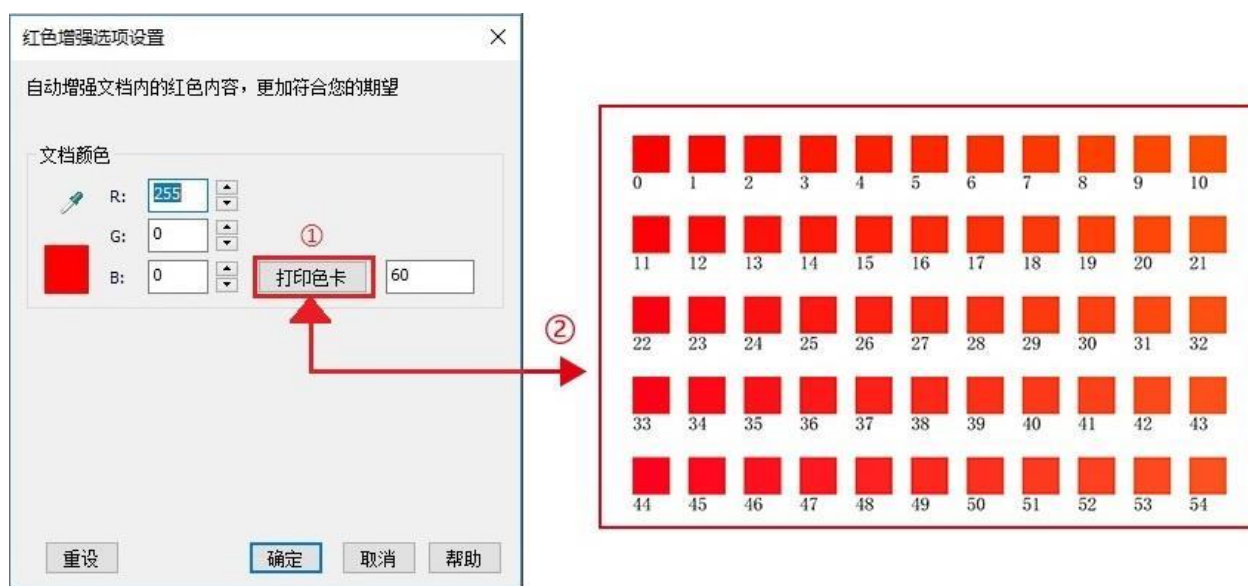 红色增强选项设置
自动增强文档内的红色内容，更加符合您的期望
文档颜色
R: 255
G: 0
B: 0
①
打印色卡
60
重设
确定
取消
帮助
②
0 1 2 3 4 5 6 7 8 9 10
11 12 13 14 15 16 17 18 19 20 21
22 23 24 25 26 27 28 29 30 31 32
33 34 35 36 37 38 39 40 41 42 43
44 45 46 47 48 49 50 51 52 53 54